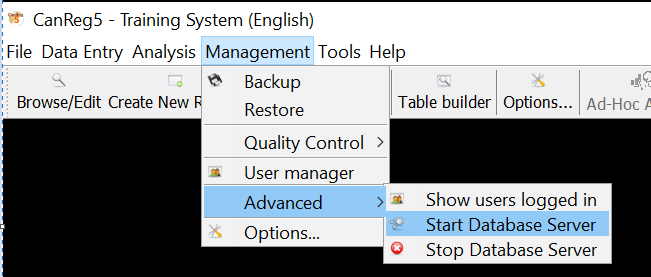 CanReg5 - Training System (English)
File Data Entry Analysis Management Tools Help
Browse/Edit Create New R Table builder Options... Ad-Hoc A
Backup
Restore
Quality Control
User manager
Advanced
Options...
Show users logged in
Start Database Server
Stop Database Server